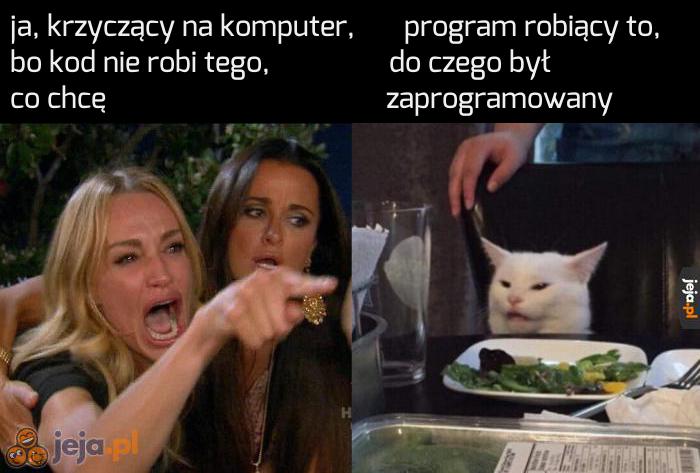 ja, krzyczący na komputer,
bo kod nie robi tego,
co chcę
program robiący to,
do czego był
zaprogramowany
jeja.pl
jeja.pl
H